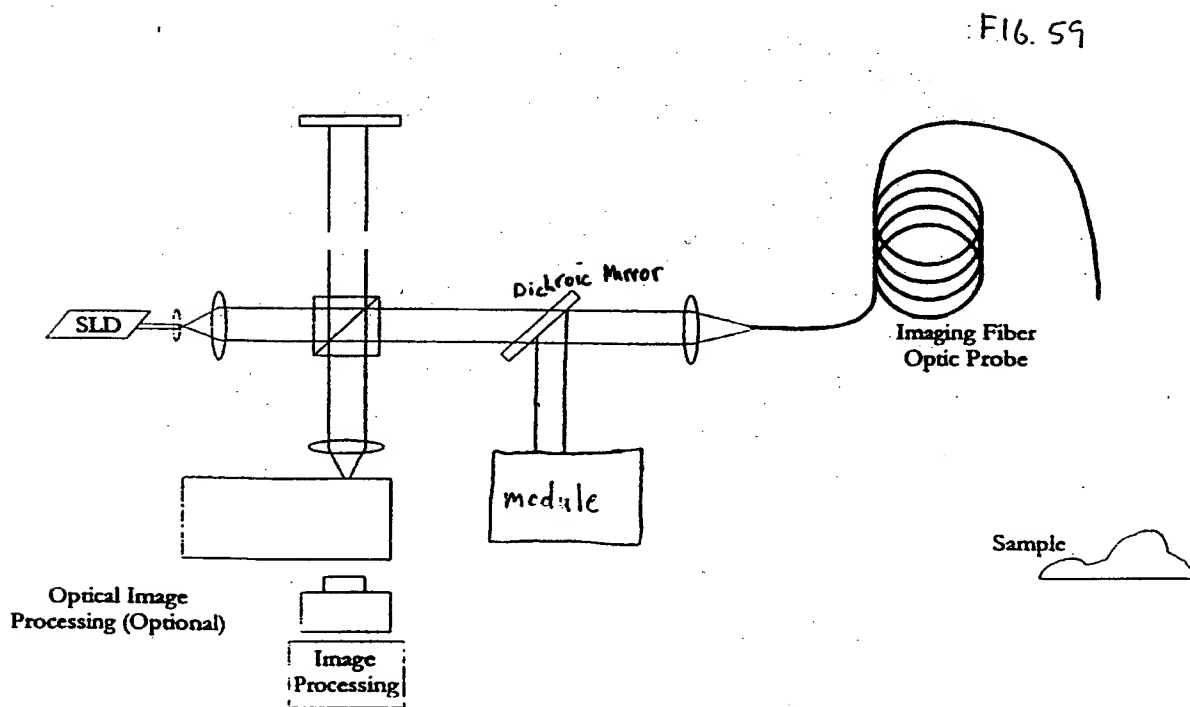 FIG. 59
Dichroic Mirror
SLD
Imaging Fiber
Optic Probe
module
Sample
Optical Image
Processing (Optional)
Image
Processing